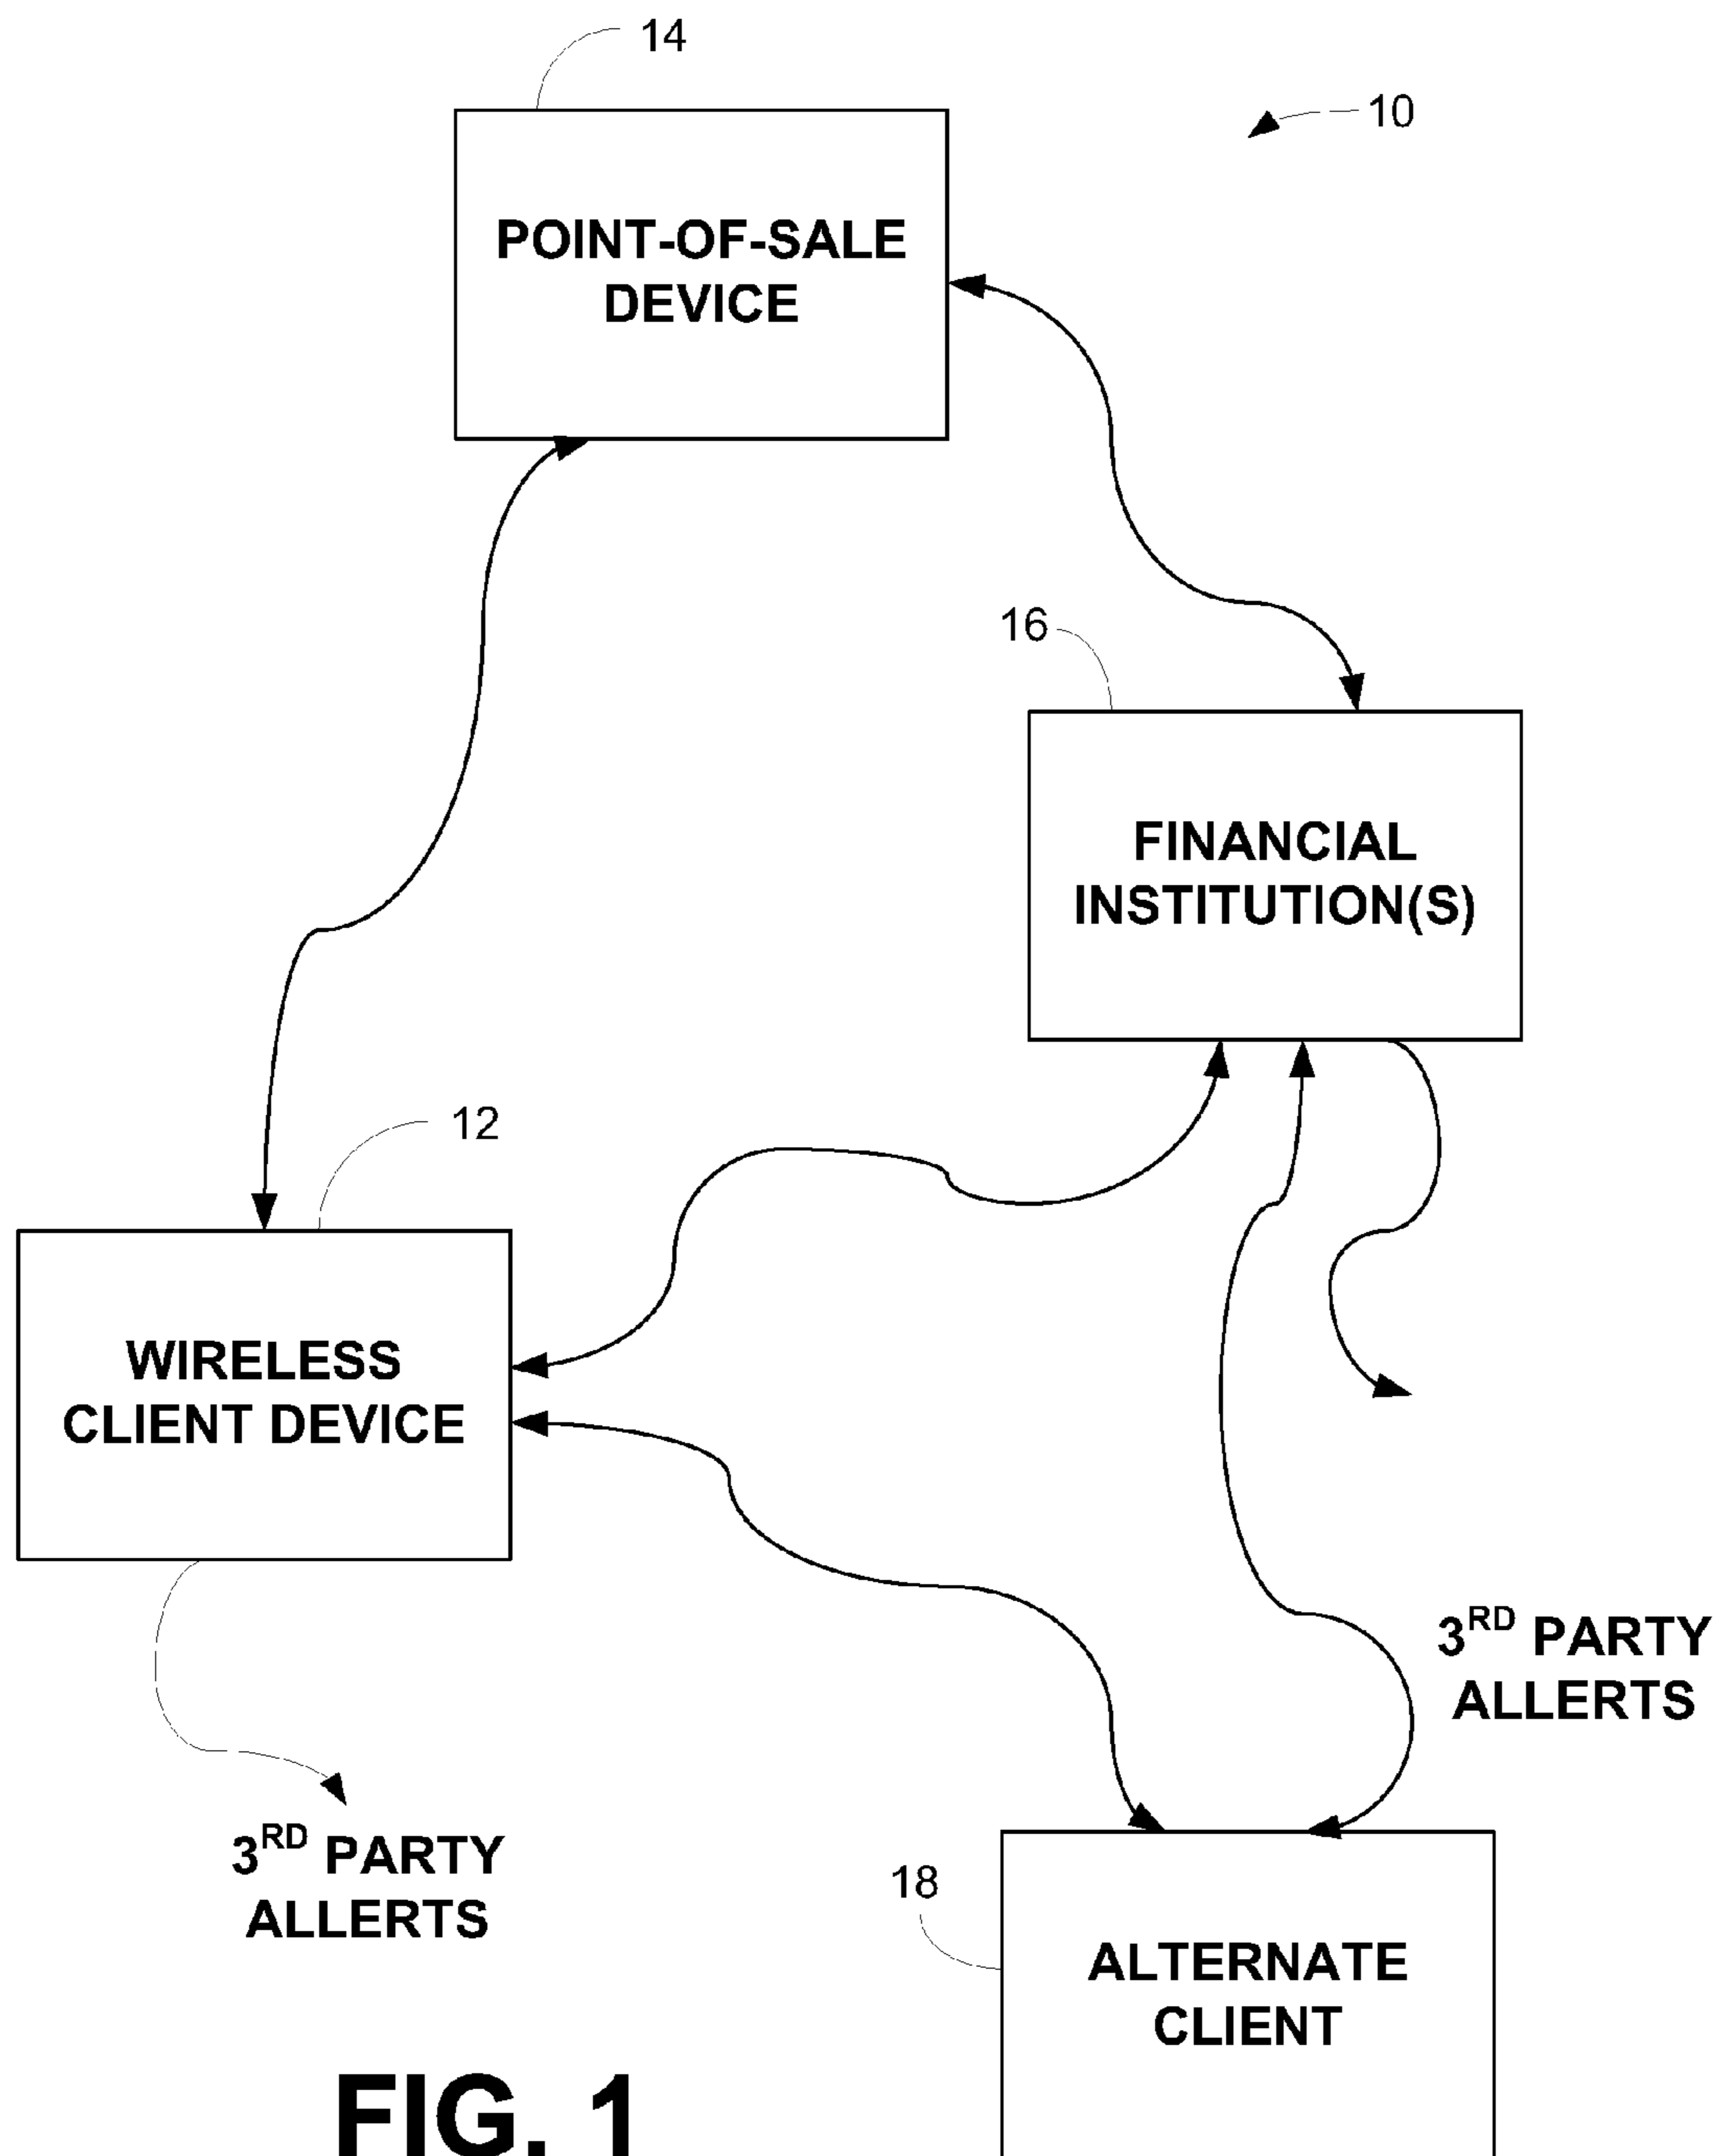 14
10
POINT-OF-SALE
DEVICE
16
FINANCIAL
INSTITUTION(S)
12
WIRELESS
CLIENT DEVICE
3RD PARTY
ALLERTS
3RD PARTY
ALLERTS
18
ALTERNATE
CLIENT
FIG. 1